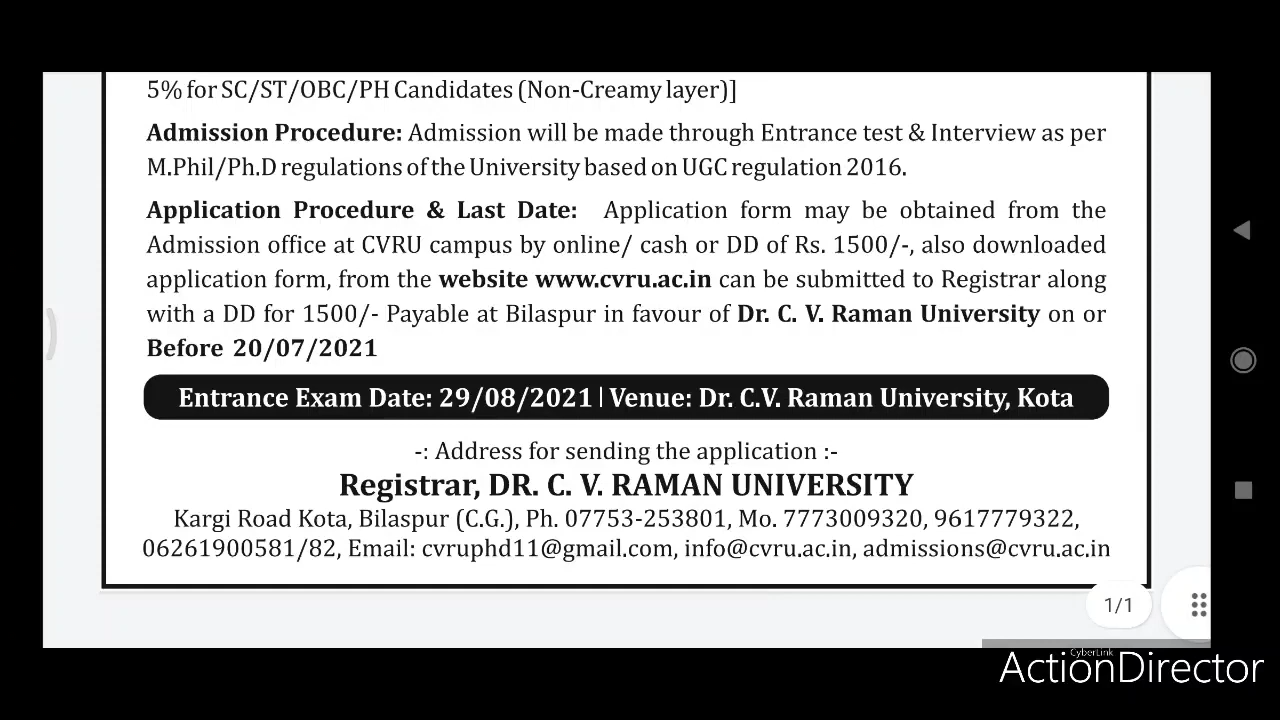 5% for SC/ST/OBC/PH Candidates (Non-Creamy layer)]
Admission Procedure: Admission will be made through Entrance test & Interview as per
M.Phil/Ph.D regulations of the University based on UGC regulation 2016.
Application Procedure & Last Date: Application form may be obtained from the
Admission office at CVRU campus by online/ cash or DD of Rs. 1500/-, also downloaded
application form, from the website www.cvru.ac.in can be submitted to Registrar along
with a DD for 1500/- Payable at Bilaspur in favour of Dr. C. V. Raman University on or
Before 20/07/2021
Entrance Exam Date: 29/08/2021 | Venue: Dr. C.V. Raman University, Kota
-: Address for sending the application :-
Registrar, DR. C. V. RAMAN UNIVERSITY
Kargi Road Kota, Bilaspur (C.G.), Ph. 07753-253801, Mo. 7773009320, 9617779322,
06261900581/82, Email: cvruphd11@gmail.com, info@cvru.ac.in, admissions@cvru.ac.in
1/1
CyberLink
ActionDirector